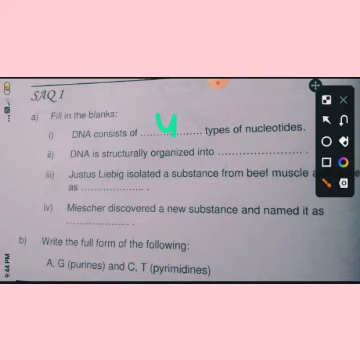 SAQ 1
a) Fill in the blanks:
i) DNA consists of ....4.... types of nucleotides.
ii) DNA is structurally organized into ........................ .
iii) Justus Liebig isolated a substance from beef muscle
as .................... .
iv) Miescher discovered a new substance and named it as
.................... .
b) Write the full form of the following:
A, G (purines) and C, T (pyrimidines)
9:44 PM